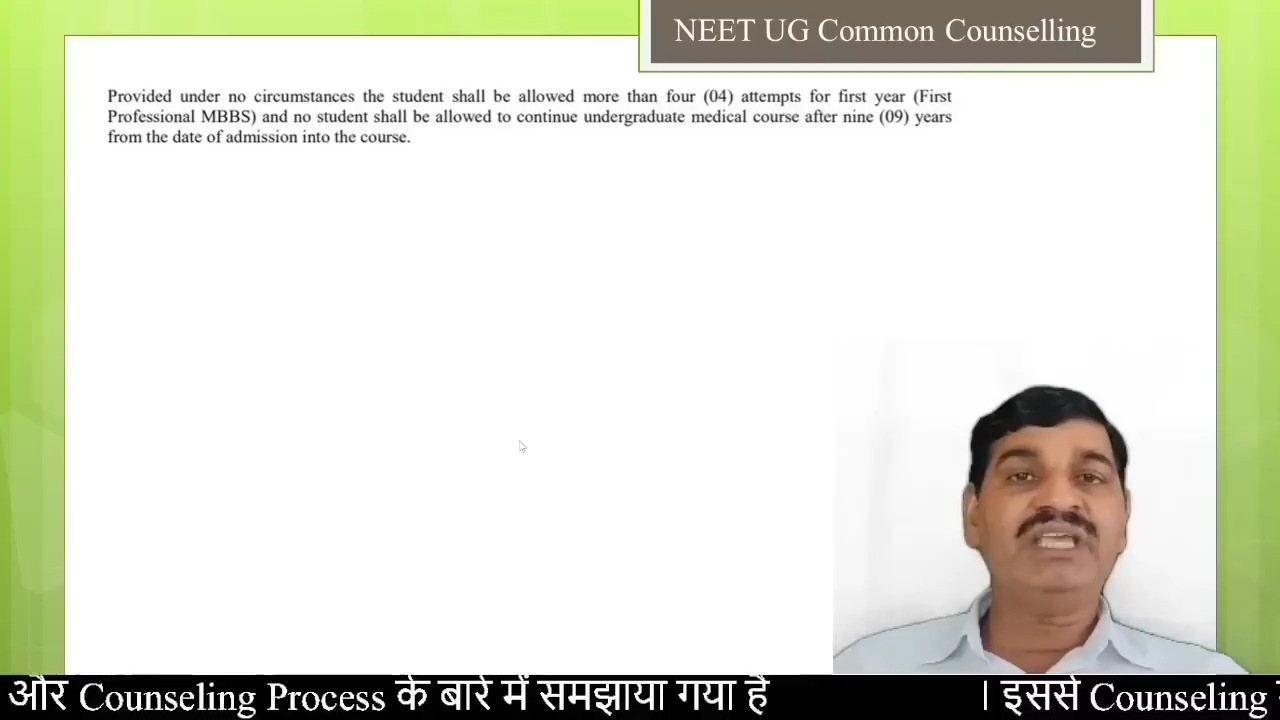 NEET UG Common Counselling
Provided under no circumstances the student shall be allowed more than four (04) attempts for first year (First
Professional MBBS) and no student shall be allowed to continue undergraduate medical course after nine (09) years
from the date of admission into the course.
और Counseling Process के बारे में समझाया गया है । इससे Counseling